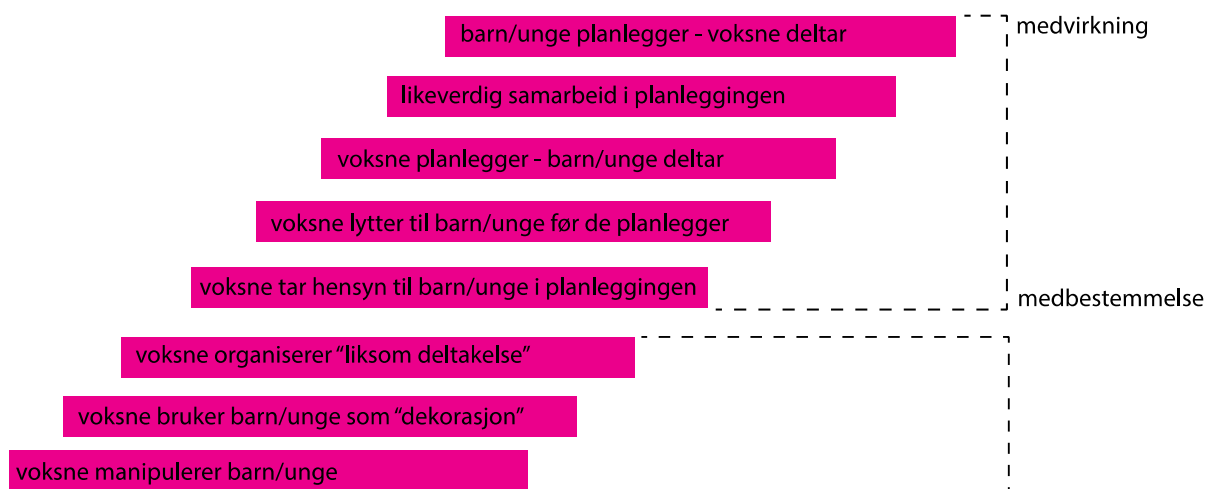 barn/unge planlegger - voksne deltar
medvirkning
likeverdig samarbeid i planleggingen
voksne planlegger - barn/unge deltar
voksne lytter til barn/unge før de planlegger
voksne tar hensyn til barn/unge i planleggingen
medbestemmelse
voksne organiserer “liksom deltakelse”
voksne bruker barn/unge som “dekorasjon”
voksne manipulerer barn/unge